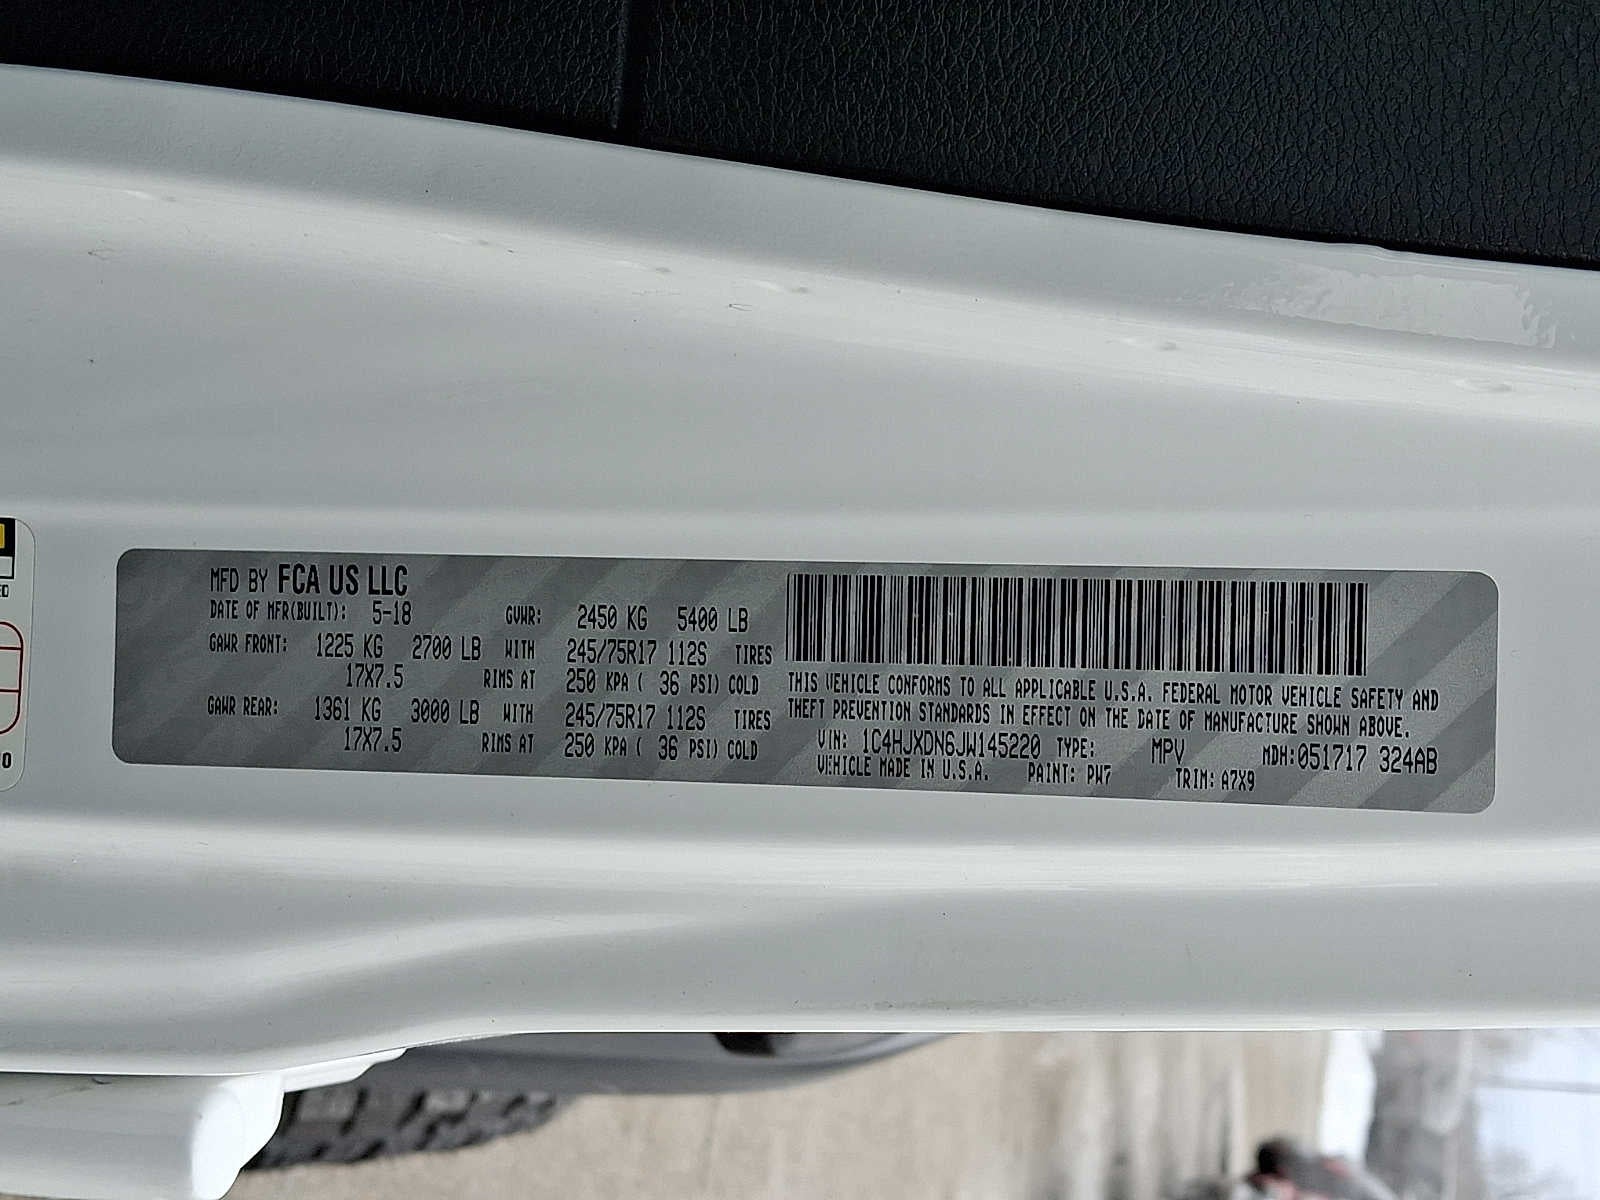 MFD BY FCA US LLC
DATE OF MFR(BUILT): 5-18 GVWR: 2450 KG 5400 LB
GAWR FRONT: 1225 KG 2700 LB WITH 245/75R17 112S TIRES
17X7.5 RIMS AT 250 KPA ( 36 PSI) COLD
GAWR REAR: 1361 KG 3000 LB WITH 245/75R17 112S TIRES
17X7.5 RIMS AT 250 KPA ( 36 PSI) COLD
THIS VEHICLE CONFORMS TO ALL APPLICABLE U.S.A. FEDERAL MOTOR VEHICLE SAFETY AND
THEFT PREVENTION STANDARDS IN EFFECT ON THE DATE OF MANUFACTURE SHOWN ABOVE.
VIN: 1C4HJXDN6JW145220 TYPE: MPV MDH:051717 324AB
VEHICLE MADE IN U.S.A. PAINT: PW7 TRIM: A7X9